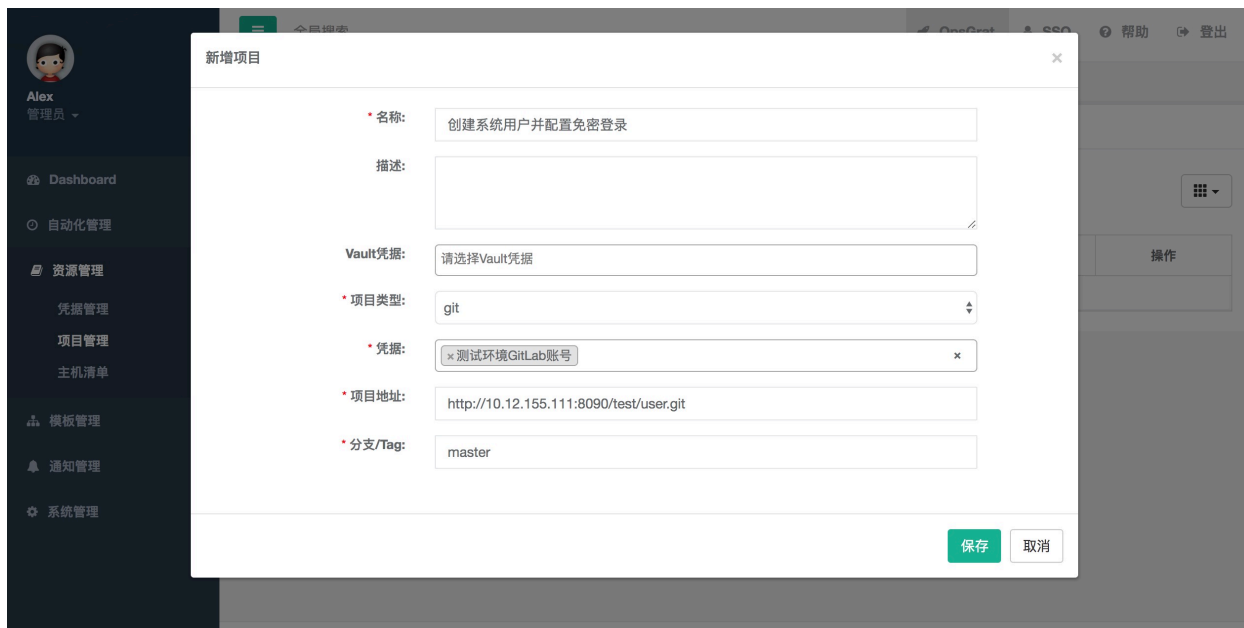 全局搜索
OpsGrat
SSO
帮助
登出
Alex
管理员
Dashboard
自动化管理
资源管理
凭据管理
项目管理
主机清单
模板管理
通知管理
系统管理
新增项目
×
* 名称:
创建系统用户并配置免密登录
描述:
Vault凭据:
请选择Vault凭据
* 项目类型:
git
* 凭据:
×测试环境GitLab账号
×
* 项目地址:
http://10.12.155.111:8090/test/user.git
* 分支/Tag:
master
保存
取消
操作